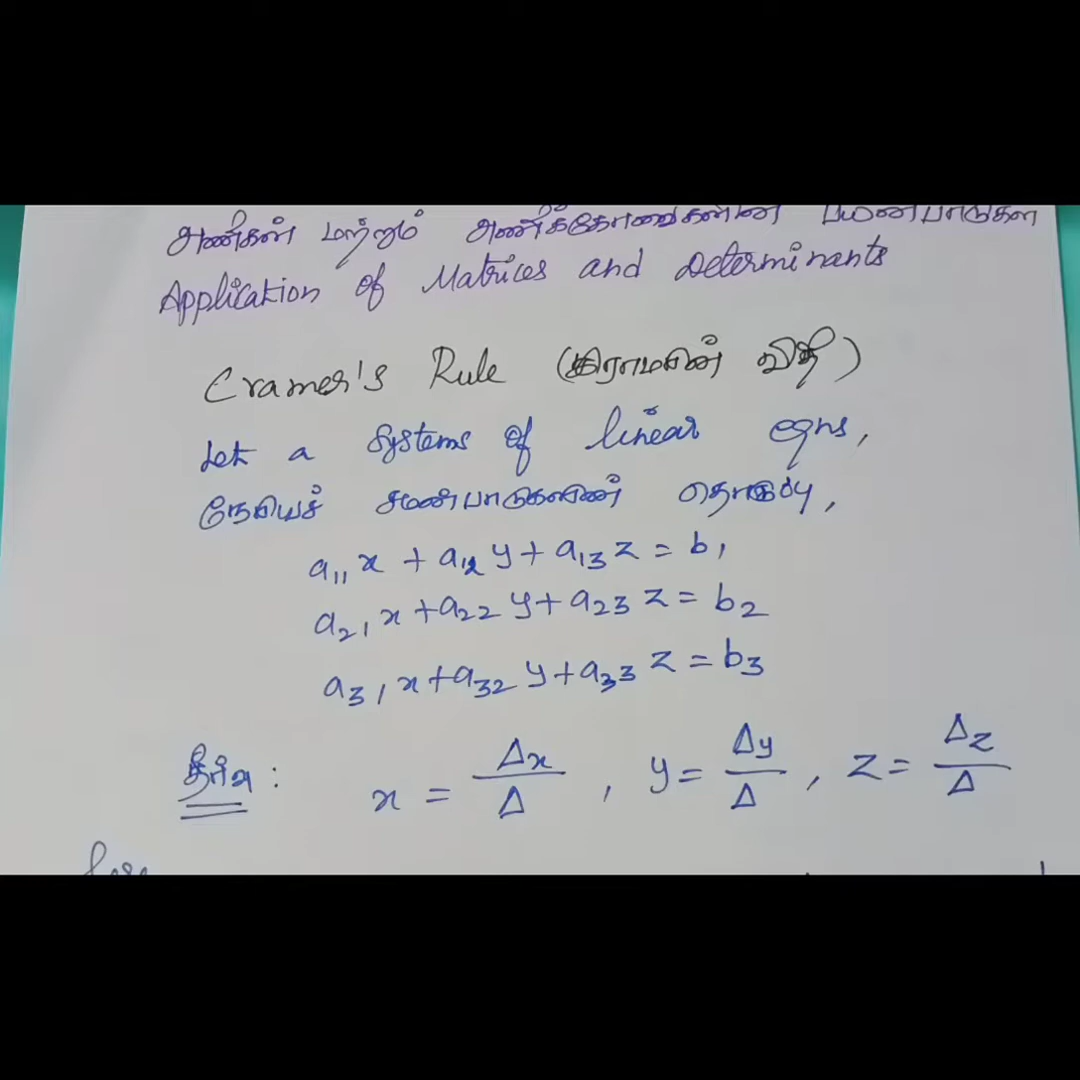 அணிகள் மற்றும் அணிக்கோவைகளின் பயன்பாடுகள்
Application of Matrices and Determinants
Cramer's Rule (கிராமரின் விதி)
Let a systems of linear eqns,
நேரியச் சமன்பாடுகளின் தொகுப்பு,
a₁₁x + a₁₂y + a₁₃z = b₁
a₂₁x + a₂₂y + a₂₃z = b₂
a₃₁x + a₃₂y + a₃₃z = b₃
தீர்வு : x = Δx/Δ , y = Δy/Δ , z = Δz/Δ